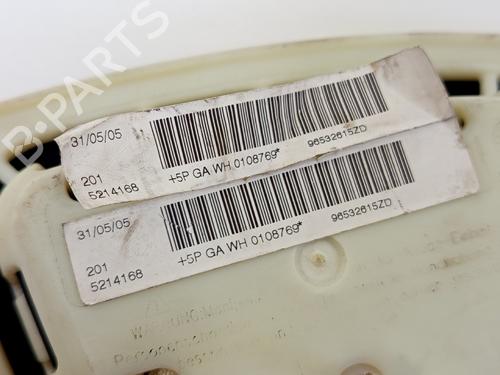 B-PARTS
31/05/05
201
5214168
+5P GA WH 0108769*
96532615ZD
31/05/05
201
5214168
+5P GA WH 0108769*
96532615ZD
WARNUNG: